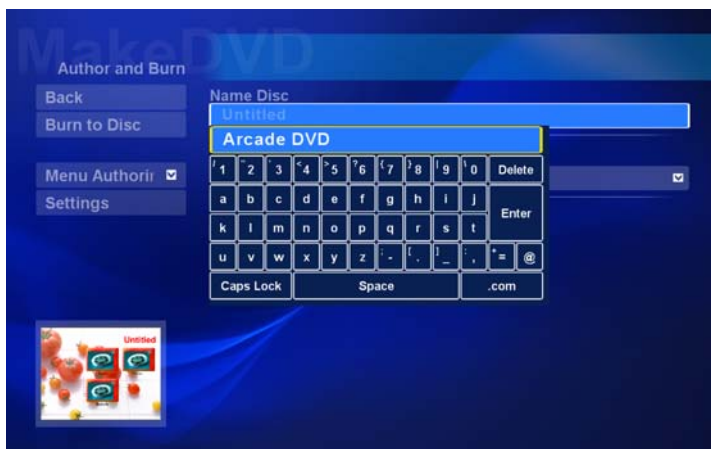 MakeDVD
Author and Burn
Back
Name Disc
Untitled
Burn to Disc
Arcade DVD
Menu Authorir
Settings
1 " 2 ' 3 < 4 > 5 ? 6 { 7 } 8 | 9 \ 0 Delete
a b c d e f g h i j
Enter
k l m n o p q r s t
u v w x y z ; - [ . ] _ : , + = @
Caps Lock Space .com
Untitled